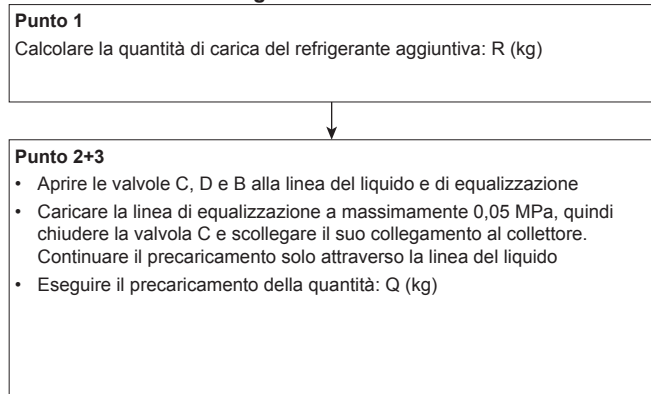 Punto 1
Calcolare la quantità di carica del refrigerante aggiuntiva: R (kg)
Punto 2+3
• Aprire le valvole C, D e B alla linea del liquido e di equalizzazione
• Caricare la linea di equalizzazione a massimamente 0,05 MPa, quindi
chiudere la valvola C e scollegare il suo collegamento al collettore.
Continuare il precaricamento solo attraverso la linea del liquido
• Eseguire il precaricamento della quantità: Q (kg)